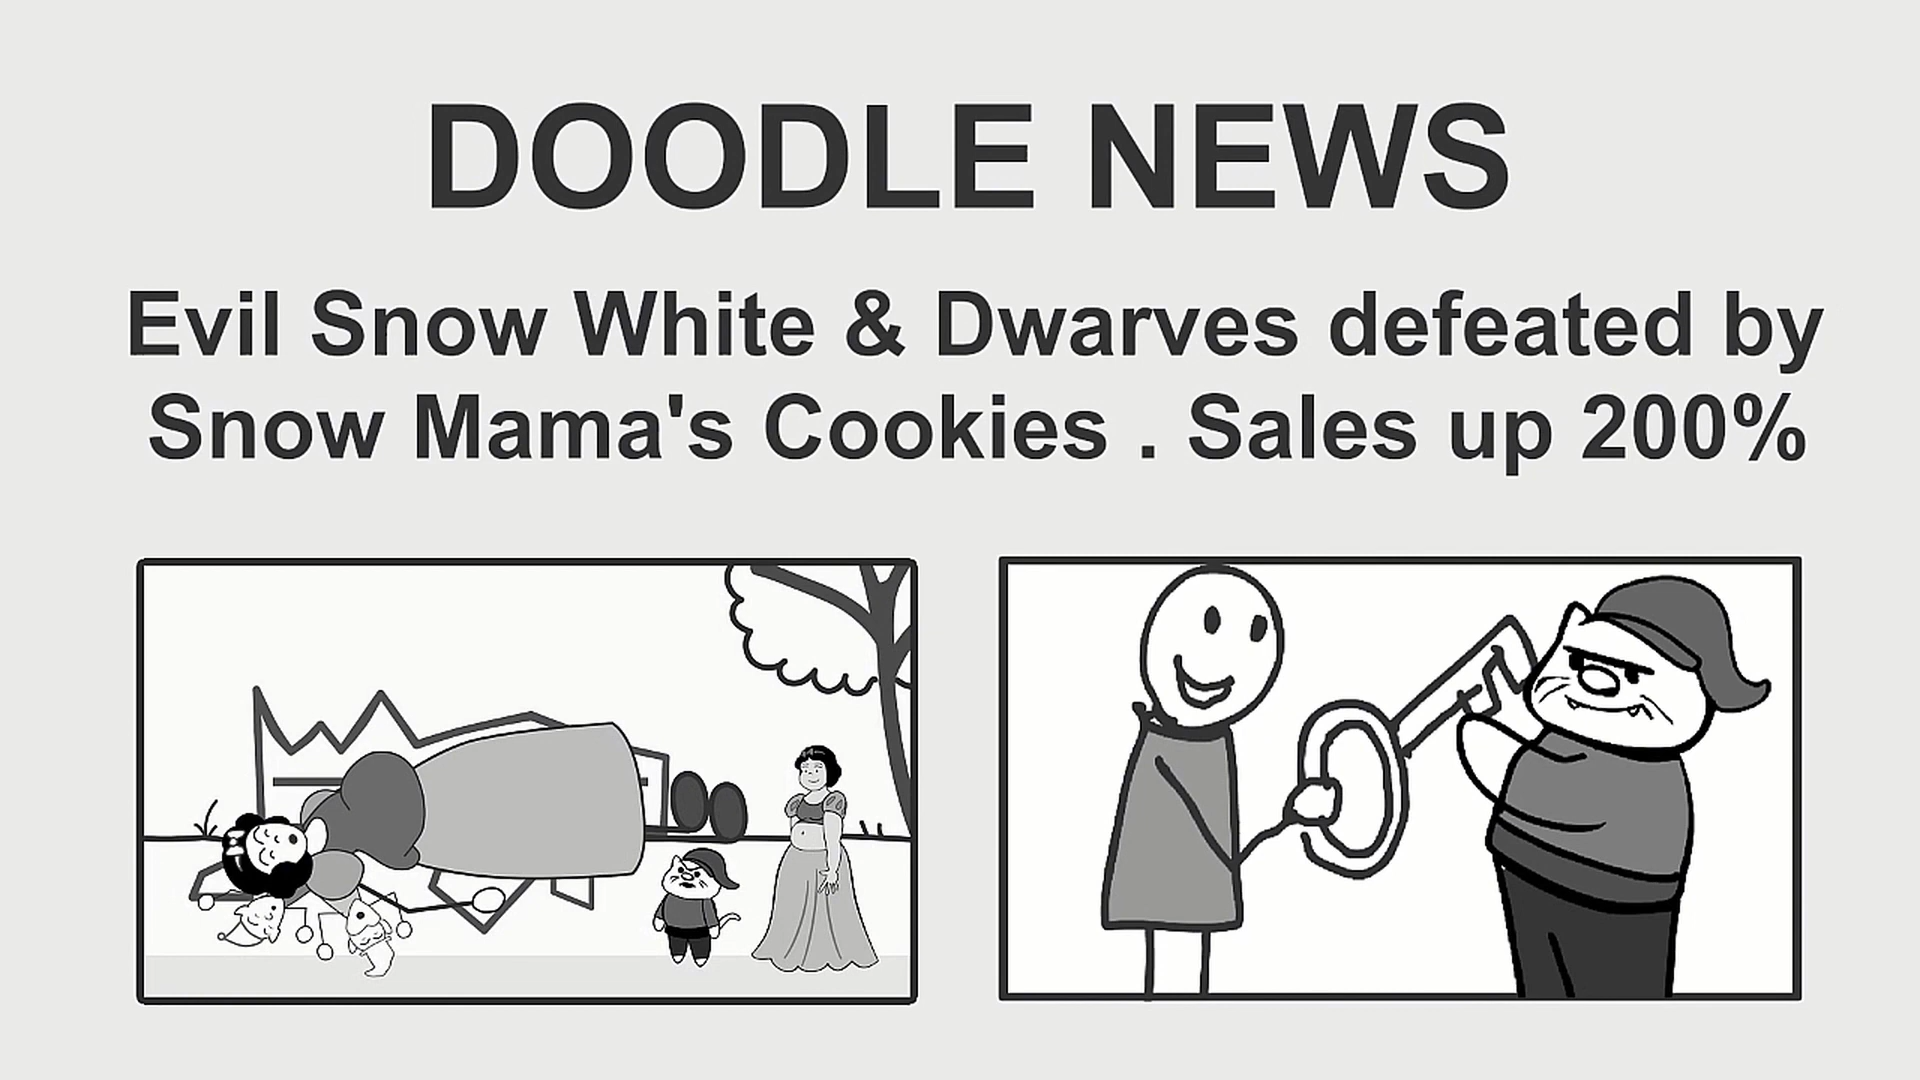 DOODLE NEWS
Evil Snow White & Dwarves defeated by
Snow Mama's Cookies . Sales up 200%